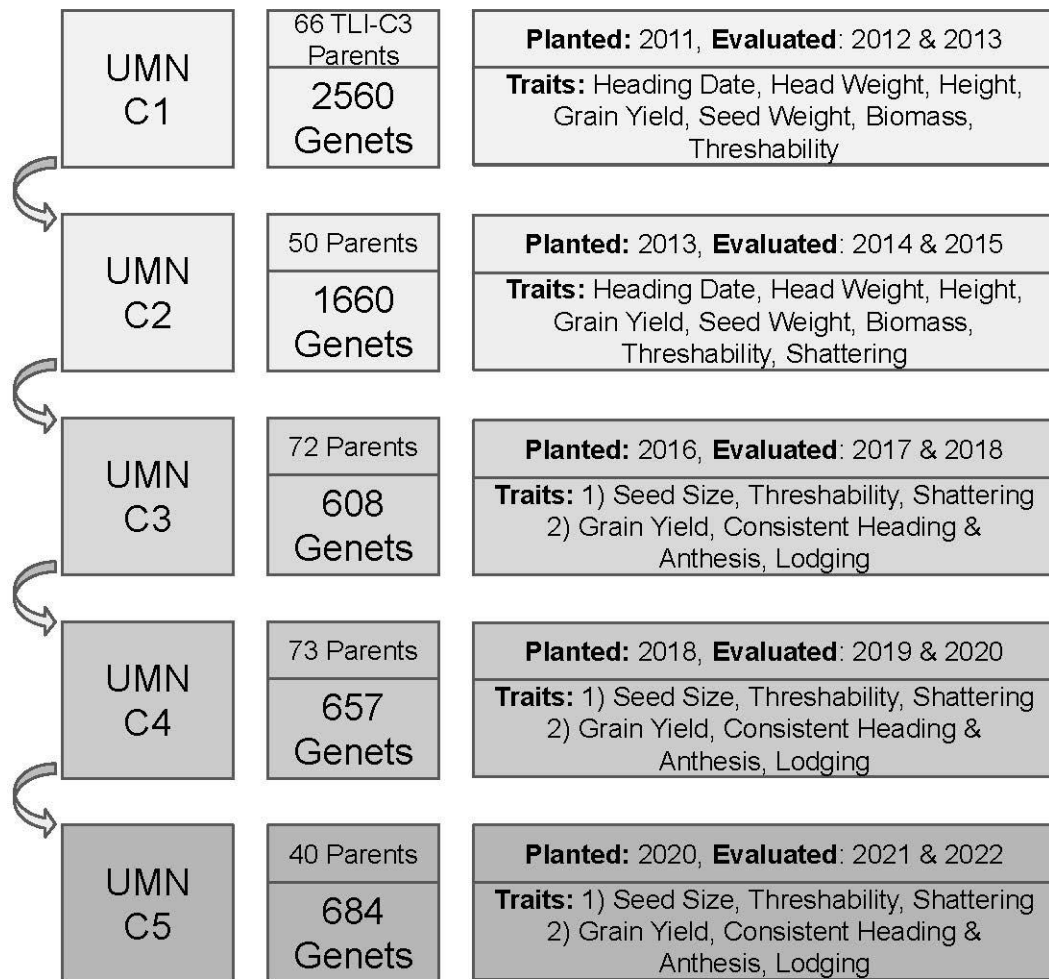 UMN
C1
66 TLI-C3
Parents
2560
Genets
Planted: 2011, Evaluated: 2012 & 2013
Traits: Heading Date, Head Weight, Height,
Grain Yield, Seed Weight, Biomass,
Threshability
UMN
C2
50 Parents
1660
Genets
Planted: 2013, Evaluated: 2014 & 2015
Traits: Heading Date, Head Weight, Height,
Grain Yield, Seed Weight, Biomass,
Threshability, Shattering
UMN
C3
72 Parents
608
Genets
Planted: 2016, Evaluated: 2017 & 2018
Traits: 1) Seed Size, Threshability, Shattering
2) Grain Yield, Consistent Heading &
Anthesis, Lodging
UMN
C4
73 Parents
657
Genets
Planted: 2018, Evaluated: 2019 & 2020
Traits: 1) Seed Size, Threshability, Shattering
2) Grain Yield, Consistent Heading &
Anthesis, Lodging
UMN
C5
40 Parents
684
Genets
Planted: 2020, Evaluated: 2021 & 2022
Traits: 1) Seed Size, Threshability, Shattering
2) Grain Yield, Consistent Heading &
Anthesis, Lodging